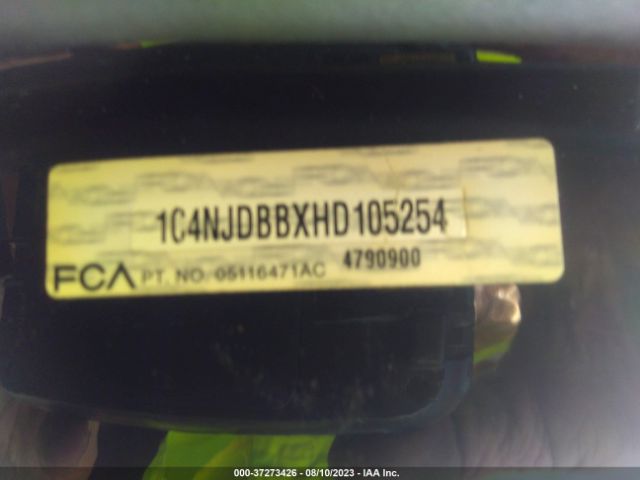 1C4NJDBBXHD105254
4790900
FCA PT. NO. 05116471AC
000-37273426 - 08/10/2023 - IAA Inc.